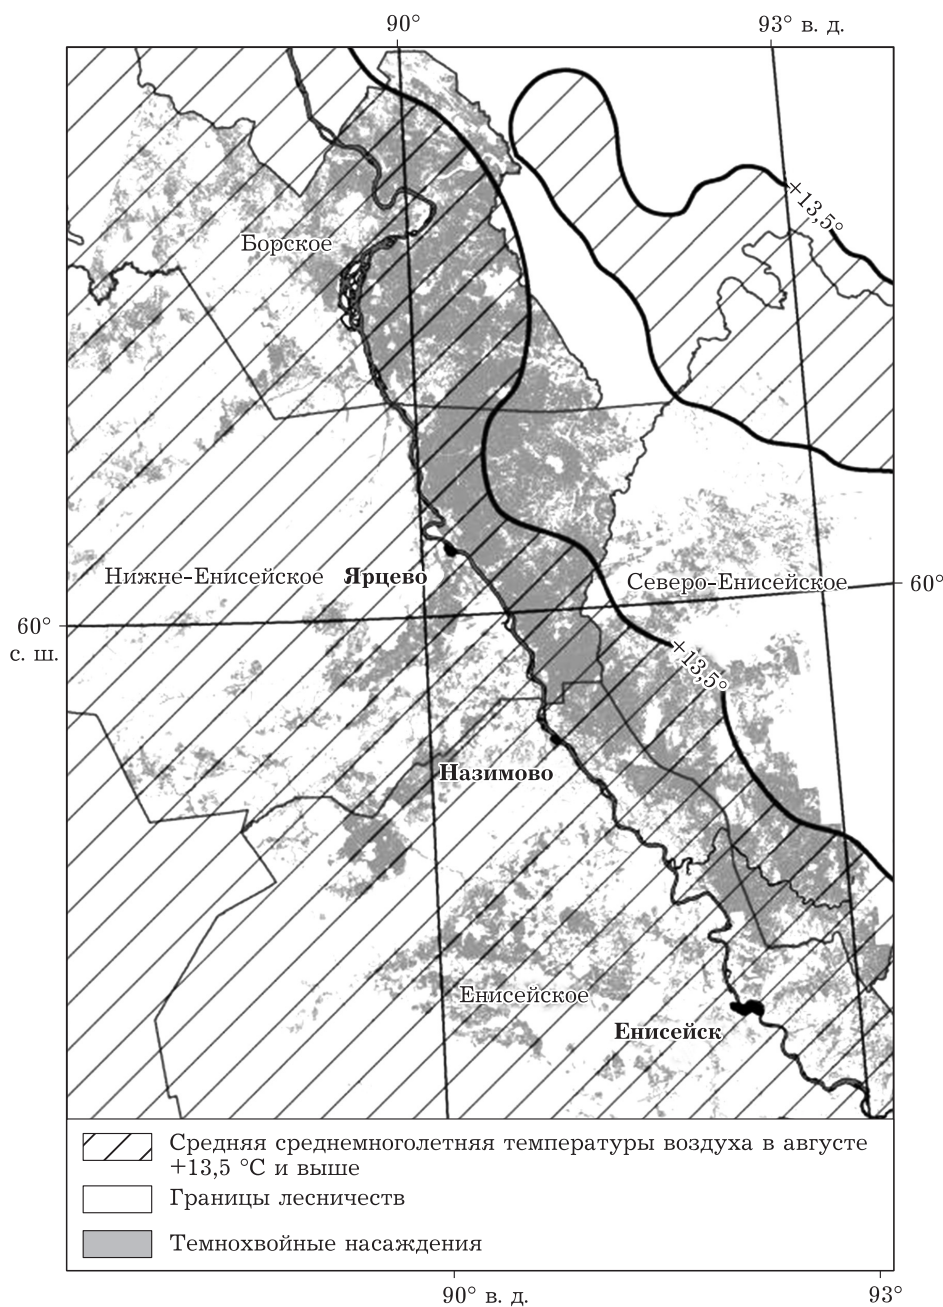 90°
93° в. д.
+13,5°
Борское
Нижне-Енисейское
Ярцево
Северо-Енисейское
60°
60°
с. ш.
+13,5°
Назимово
Енисейское
Енисейск
Средняя среднемноголетняя температуры воздуха в августе
+13,5 °С и выше
Границы лесничеств
Темнохвойные насаждения
90° в. д.
93°